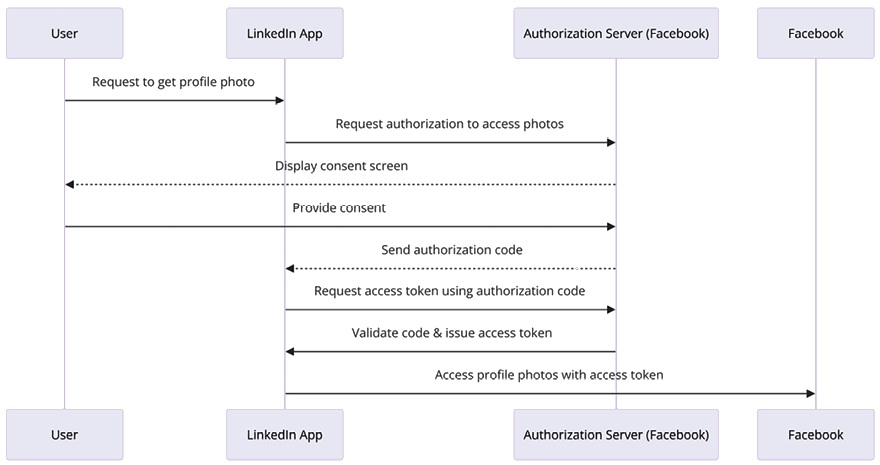 User
LinkedIn App
Authorization Server (Facebook)
Facebook
Request to get profile photo
Request authorization to access photos
Display consent screen
Provide consent
Send authorization code
Request access token using authorization code
Validate code & issue access token
Access profile photos with access token
User
LinkedIn App
Authorization Server (Facebook)
Facebook